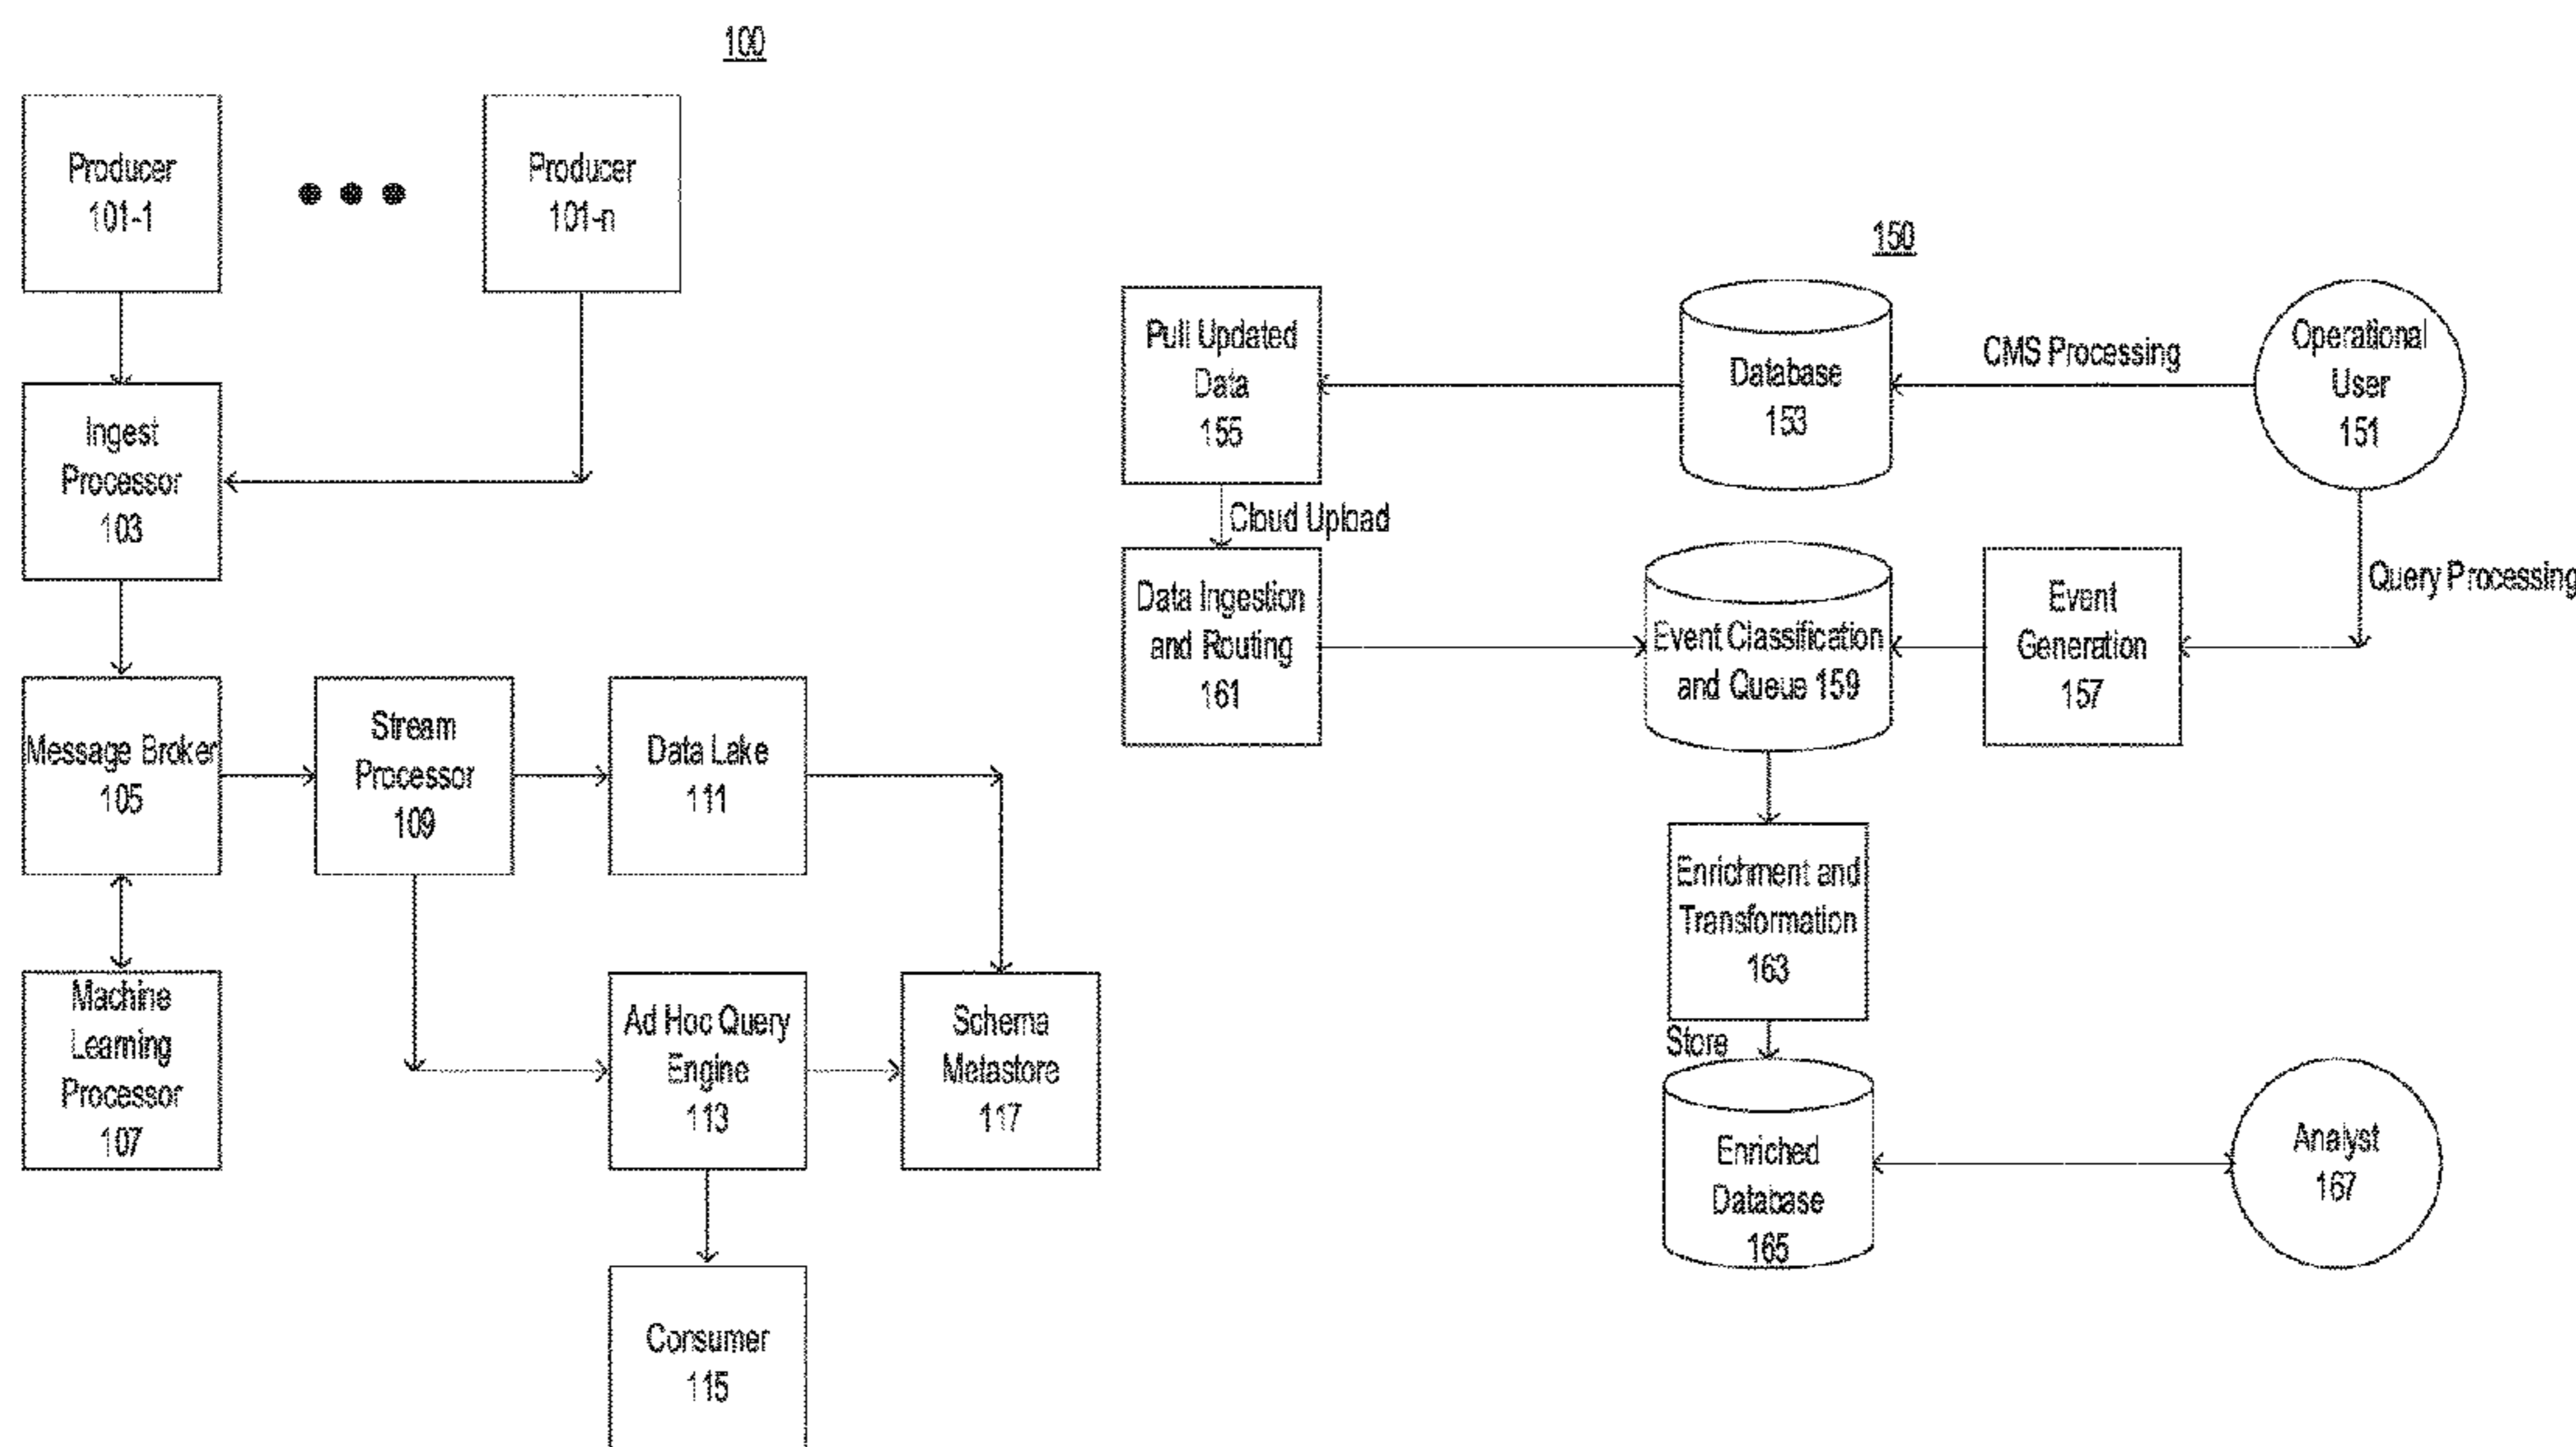 100
Producer
101-1
Producer
101-n
Ingest
Processor
103
Message Broker
105
Stream
Processor
109
Data Lake
111
Machine
Learning
Processor
107
Ad Hoc Query
Engine
113
Schema
Metastore
117
Consumer
115
150
Pull Updated
Data
155
Database
153
CMS Processing
Operational
User
151
Cloud Upload
Query Processing
Data Ingestion
and Routing
161
Event Classification
and Queue 159
Event
Generation
157
Enrichment and
Transformation
163
Store
Enriched
Database
165
Analyst
167